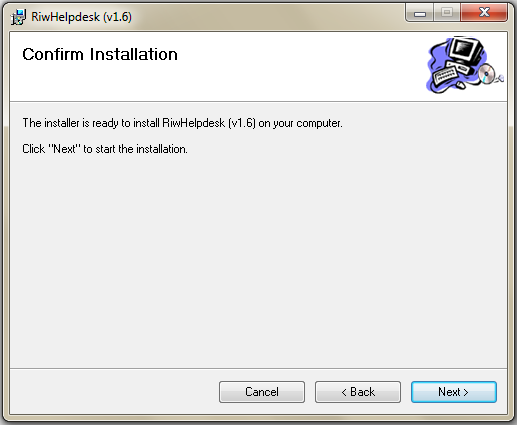 RiwHelpdesk (v1.6)
Confirm Installation
The installer is ready to install RiwHelpdesk (v1.6) on your computer.
Click "Next" to start the installation.
Cancel
< Back
Next >